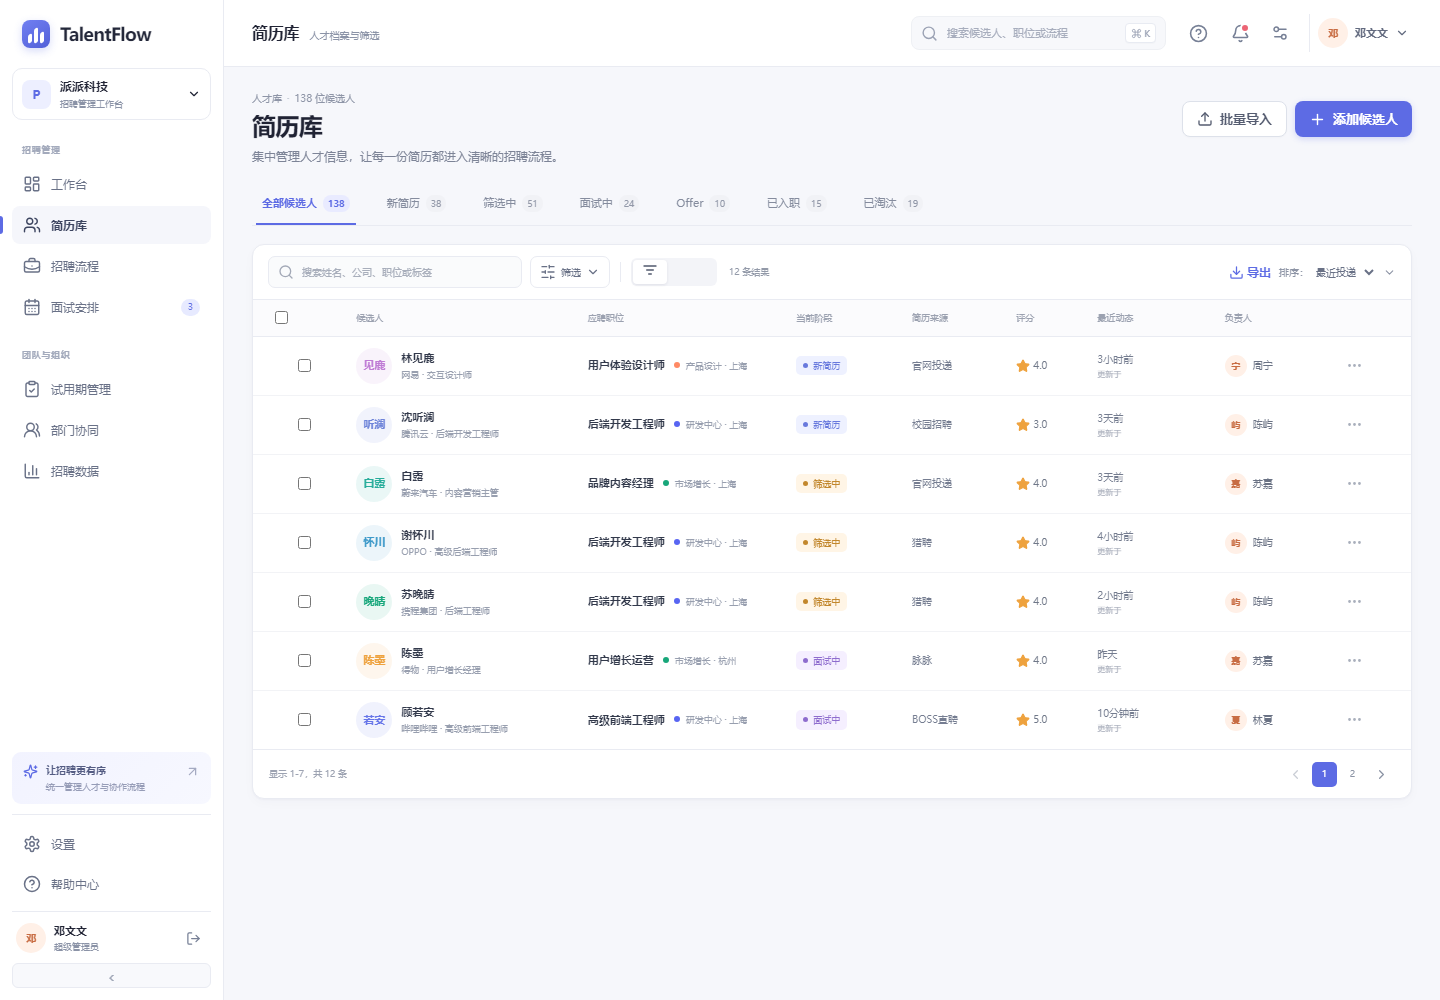 TalentFlow
P
派派科技
招聘管理工作台
招聘管理
工作台
简历库
招聘流程
面试安排
3
团队与组织
试用期管理
部门协同
招聘数据
让招聘更有序
统一管理人才与协作流程
设置
帮助中心
邓
邓文文
超级管理员
简历库
人才档案与筛选
搜索候选人、职位或流程
⌘ K
邓
邓文文
人才库 · 138 位候选人
简历库
集中管理人才信息，让每一份简历都进入清晰的招聘流程。
批量导入
添加候选人
全部候选人 138
新简历 38
筛选中 51
面试中 24
Offer 10
已入职 15
已淘汰 19
搜索姓名、公司、职位或标签
筛选
12 条结果
导出
排序：
最近投递
候选人 应聘职位 当前阶段 简历来源 评分 最近动态 负责人
见鹿 林见鹿 用户体验设计师 产品设计 · 上海 新简历 官网投递 4.0 3小时前 宁 周宁
网易 · 交互设计师 更新于
听澜 沈听澜 后端开发工程师 研发中心 · 上海 新简历 校园招聘 3.0 3天前 屿 陈屿
腾讯云 · 后端开发工程师 更新于
白露 白露 品牌内容经理 市场增长 · 上海 筛选中 官网投递 4.0 3天前 嘉 苏嘉
蔚来汽车 · 内容营销主管 更新于
怀川 谢怀川 后端开发工程师 研发中心 · 上海 筛选中 猎聘 4.0 4小时前 屿 陈屿
OPPO · 高级后端工程师 更新于
晚晴 苏晚晴 后端开发工程师 研发中心 · 上海 筛选中 猎聘 4.0 2小时前 屿 陈屿
携程集团 · 后端工程师 更新于
陈墨 陈墨 用户增长运营 市场增长 · 杭州 面试中 脉脉 4.0 昨天 嘉 苏嘉
得物 · 用户增长经理 更新于
若安 顾若安 高级前端工程师 研发中心 · 上海 面试中 BOSS直聘 5.0 10分钟前 夏 林夏
哔哩哔哩 · 高级前端工程师 更新于
显示 1-7，共 12 条
1 2